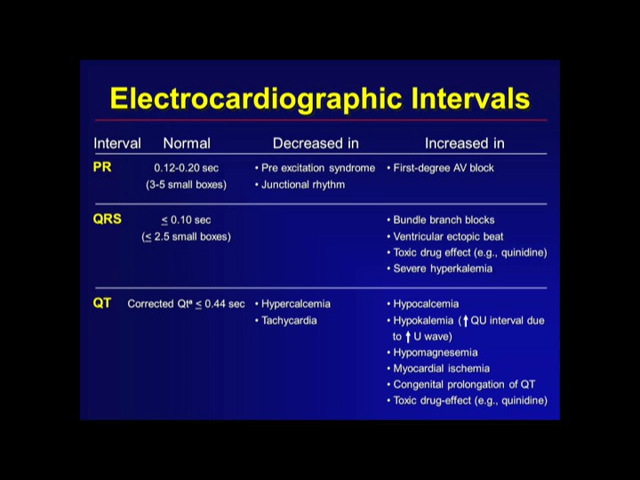 Electrocardiographic Intervals
Interval Normal Decreased in Increased in
PR 0.12-0.20 sec • Pre excitation syndrome • First-degree AV block
(3-5 small boxes) • Junctional rhythm
QRS ≤ 0.10 sec • Bundle branch blocks
(≤ 2.5 small boxes) • Ventricular ectopic beat
• Toxic drug effect (e.g., quinidine)
• Severe hyperkalemia
QT Corrected Qtª ≤ 0.44 sec • Hypercalcemia • Hypocalcemia
• Tachycardia • Hypokalemia (↑ QU interval due
to ↑ U wave)
• Hypomagnesemia
• Myocardial ischemia
• Congenital prolongation of QT
• Toxic drug-effect (e.g., quinidine)